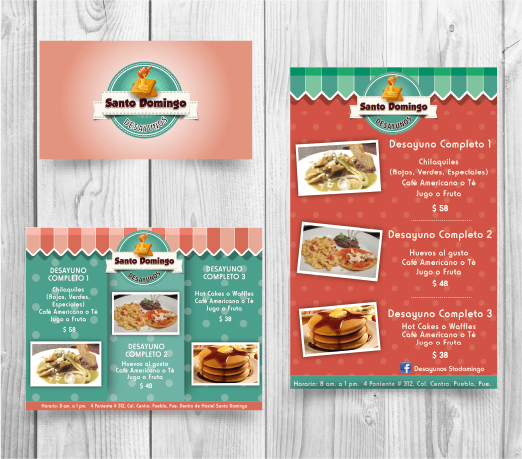 Santo Domingo
DESAYUNOS
Santo Domingo
DESAYUNOS
DESAYUNO
COMPLETO 1
Chilaquiles
(Rojos, Verdes,
Especiales)
Café Americano o Té
Jugo o Fruta
$ 58
DESAYUNO
COMPLETO 2
Huevos al gusto
Café Americano o Té
Jugo o Fruta
$ 48
DESAYUNO
COMPLETO 3
Hot Cakes o Waffles
Café Americano o Té
Jugo o Fruta
$ 38
Horario: 8 am. a 1 pm. 4 Poniente # 312, Col. Centro, Puebla, Pue. Dentro de Hostal Santo Domingo
Santo Domingo
DESAYUNOS
Desayuno Completo 1
Chilaquiles
(Rojos, Verdes, Especiales)
Café Americano o Té
Jugo o Fruta
$ 58
Desayuno Completo 2
Huevos al gusto
Café Americano o Té
Jugo o Fruta
$ 48
Desayuno Completo 3
Hot Cakes o Waffles
Café Americano o Té
Jugo o Fruta
$ 38
f Desayunos Stodomingo
Horario: 8 am. a 1 pm. 4 Poniente # 312, Col. Centro, Puebla, Pue.